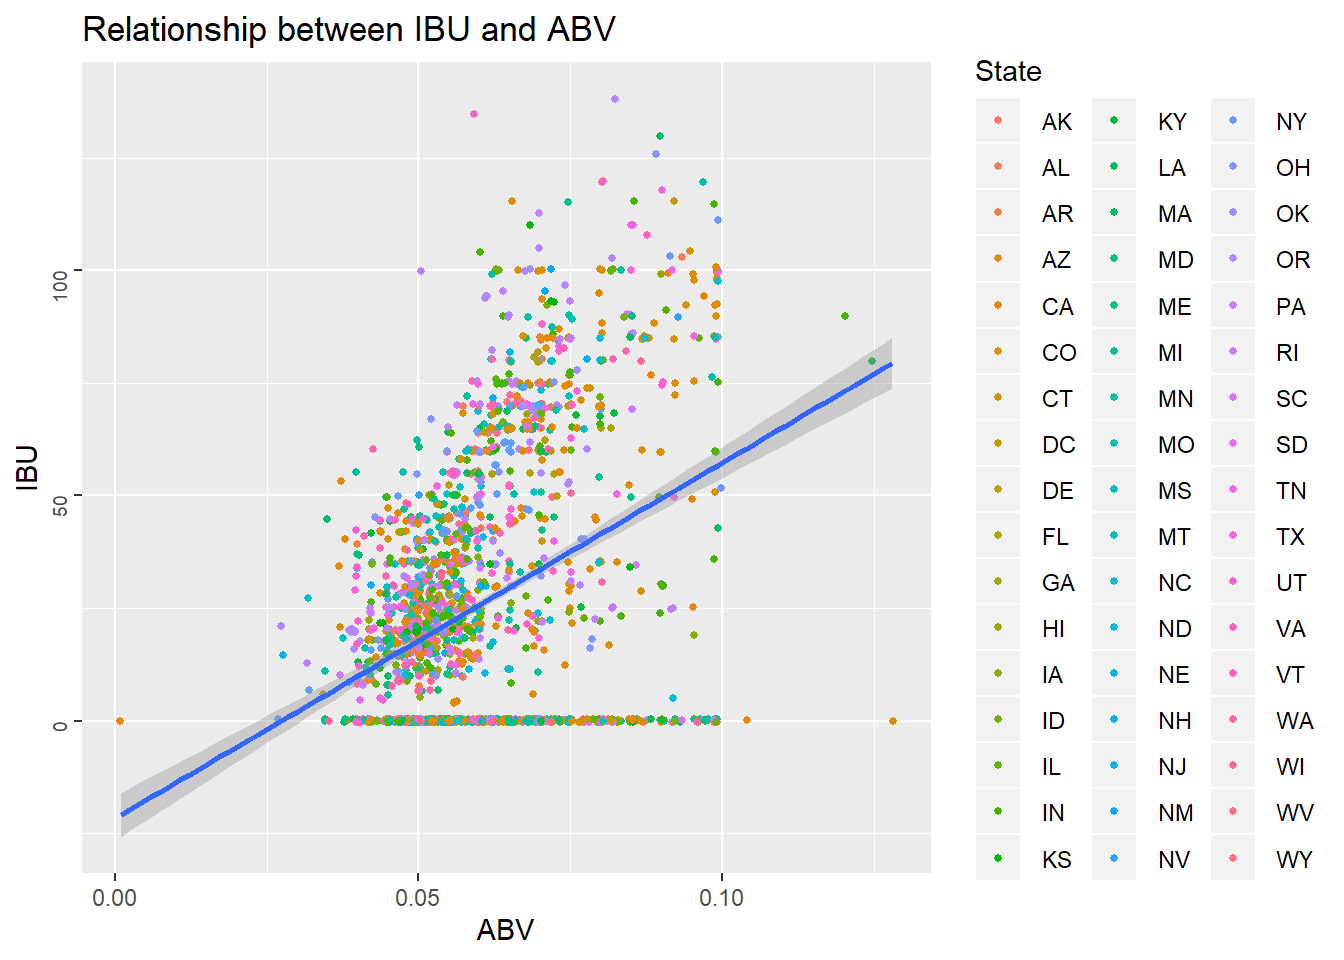 Relationship between IBU and ABV
IBU
100
50
0
0.00
0.05
0.10
ABV
State
AK
AL
AR
AZ
CA
CO
CT
DC
DE
FL
GA
HI
IA
ID
IL
IN
KS
KY
LA
MA
MD
ME
MI
MN
MO
MS
MT
NC
ND
NE
NH
NJ
NM
NV
NY
OH
OK
OR
PA
RI
SC
SD
TN
TX
UT
VA
VT
WA
WI
WV
WY